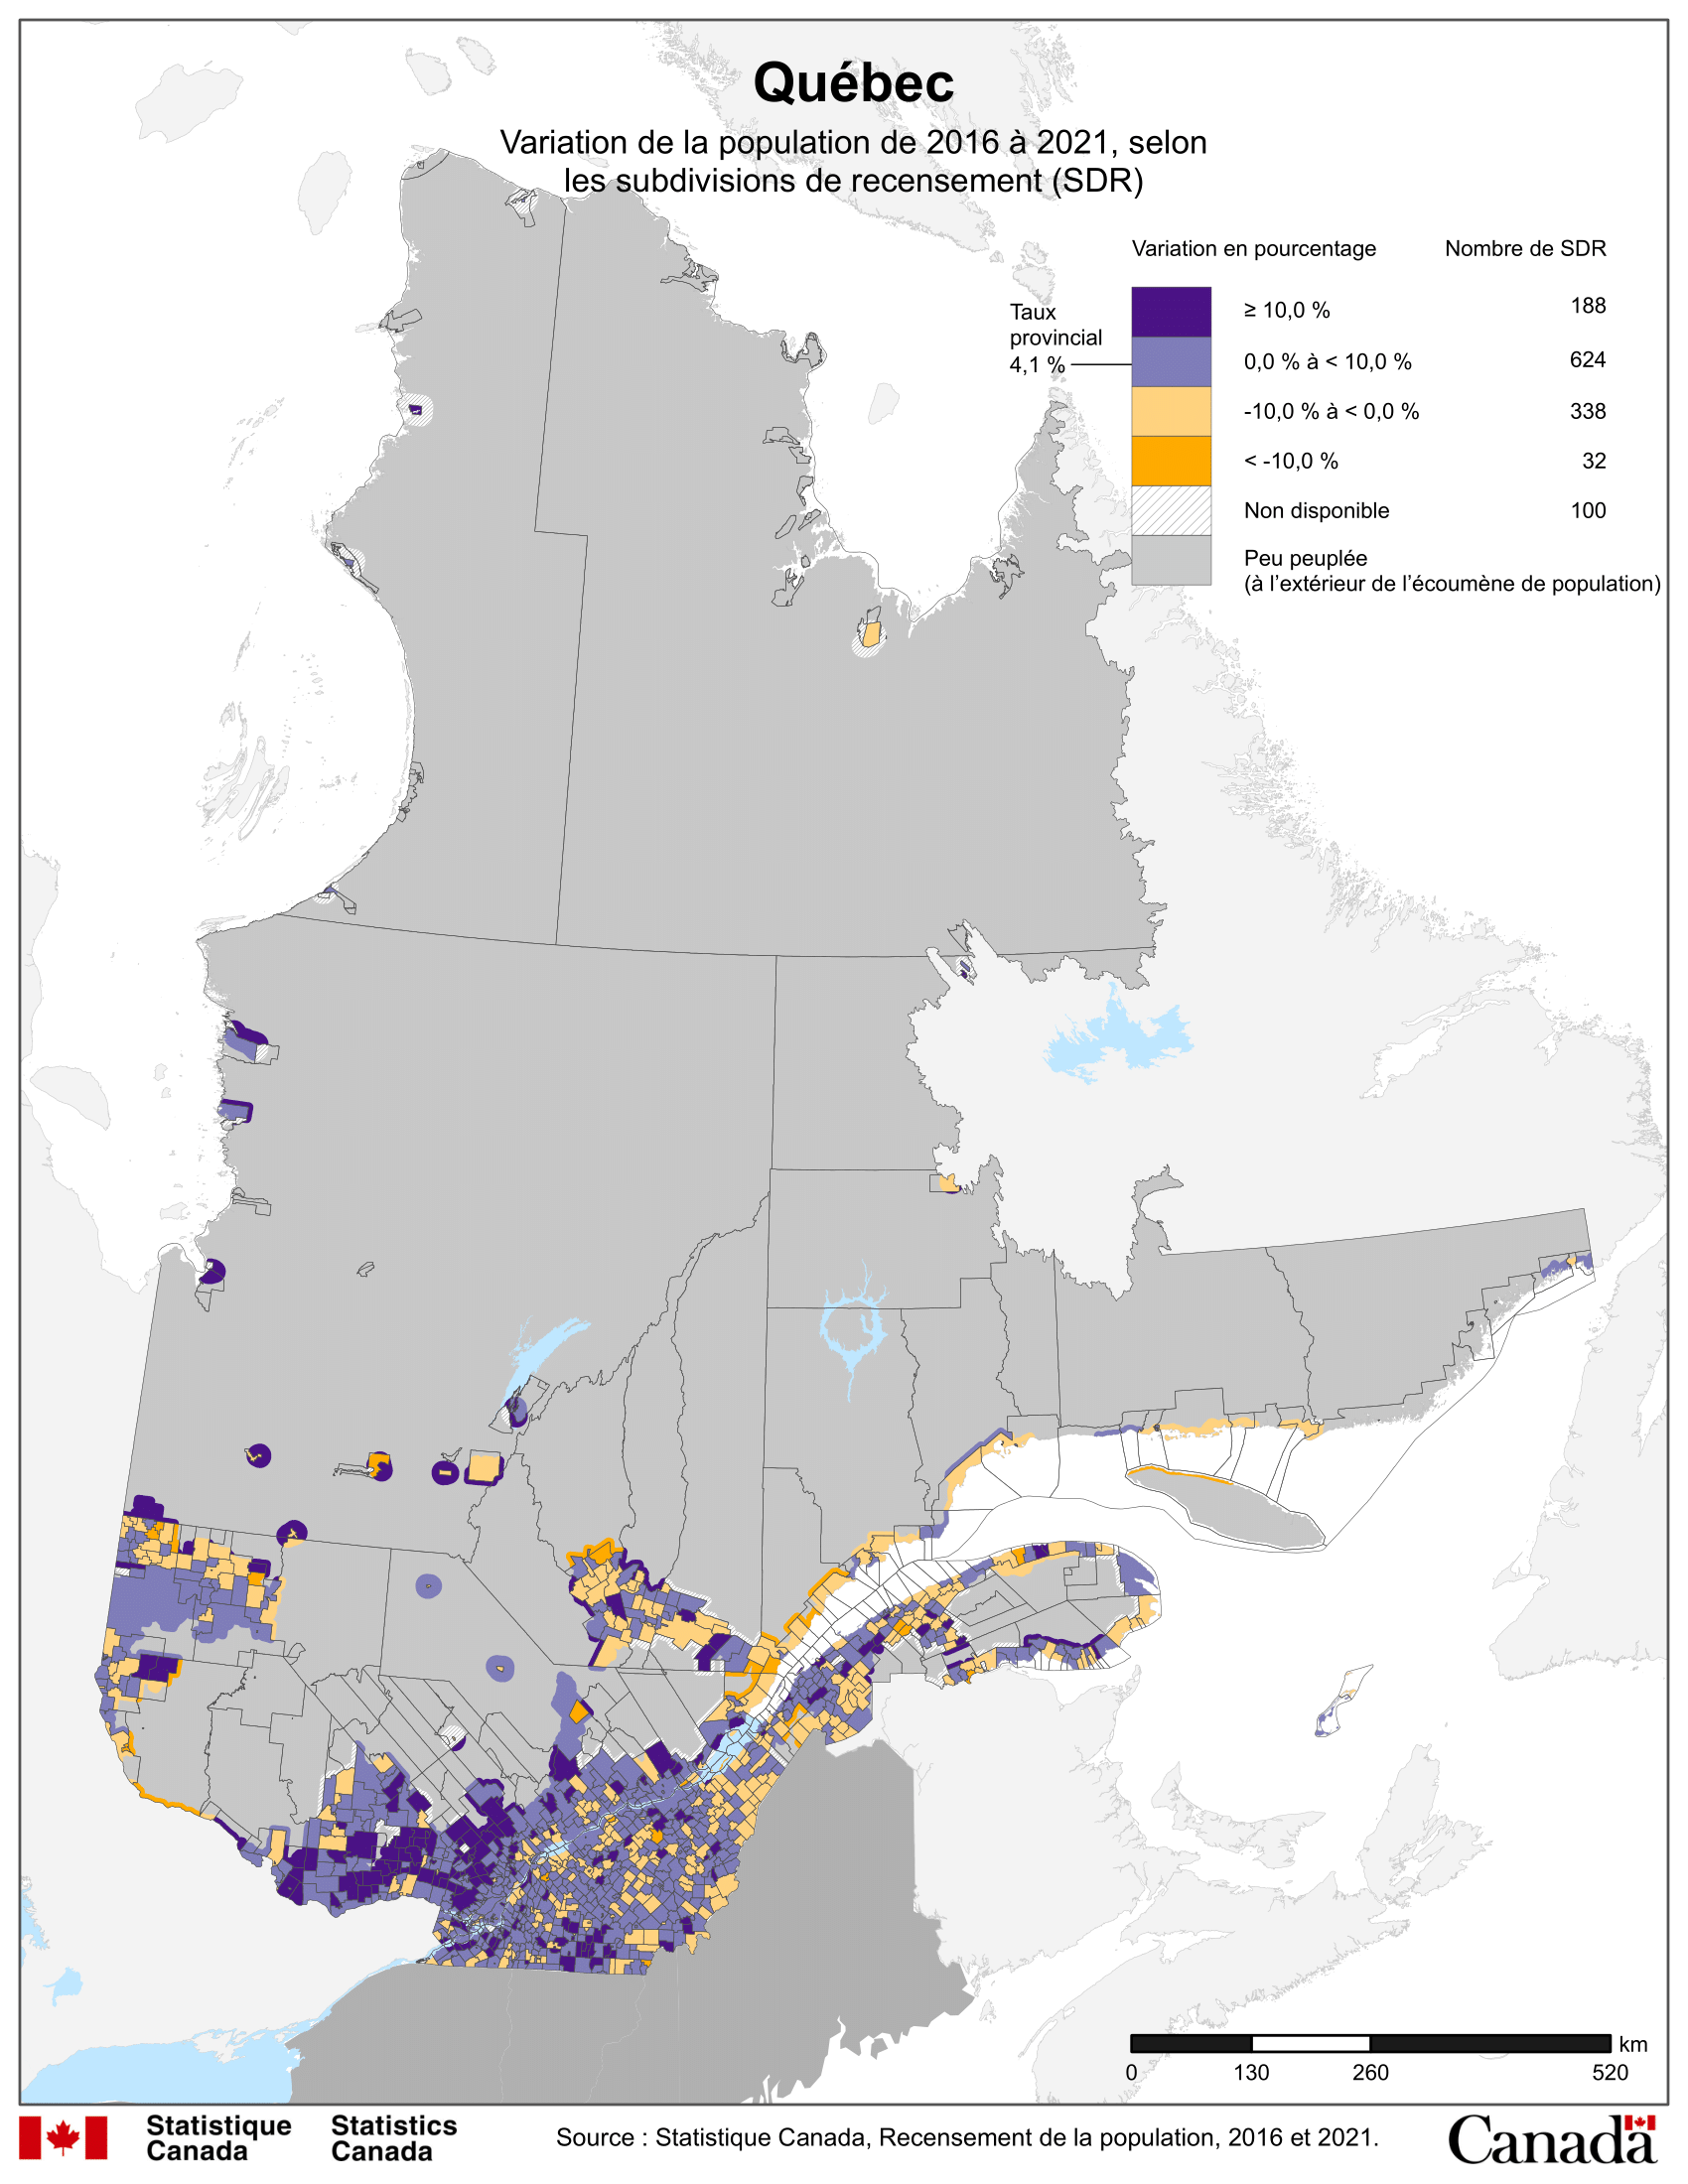 Québec
Variation de la population de 2016 à 2021, selon
les subdivisions de recensement (SDR)
Variation en pourcentage Nombre de SDR
Taux
provincial
4,1 %
≥ 10,0 % 188
0,0 % à < 10,0 % 624
-10,0 % à < 0,0 % 338
< -10,0 % 32
Non disponible 100
Peu peuplée
(à l’extérieur de l’écoumène de population)
km
0 130 260 520
Statistique Statistics
Canada Canada
Source : Statistique Canada, Recensement de la population, 2016 et 2021.
Canada